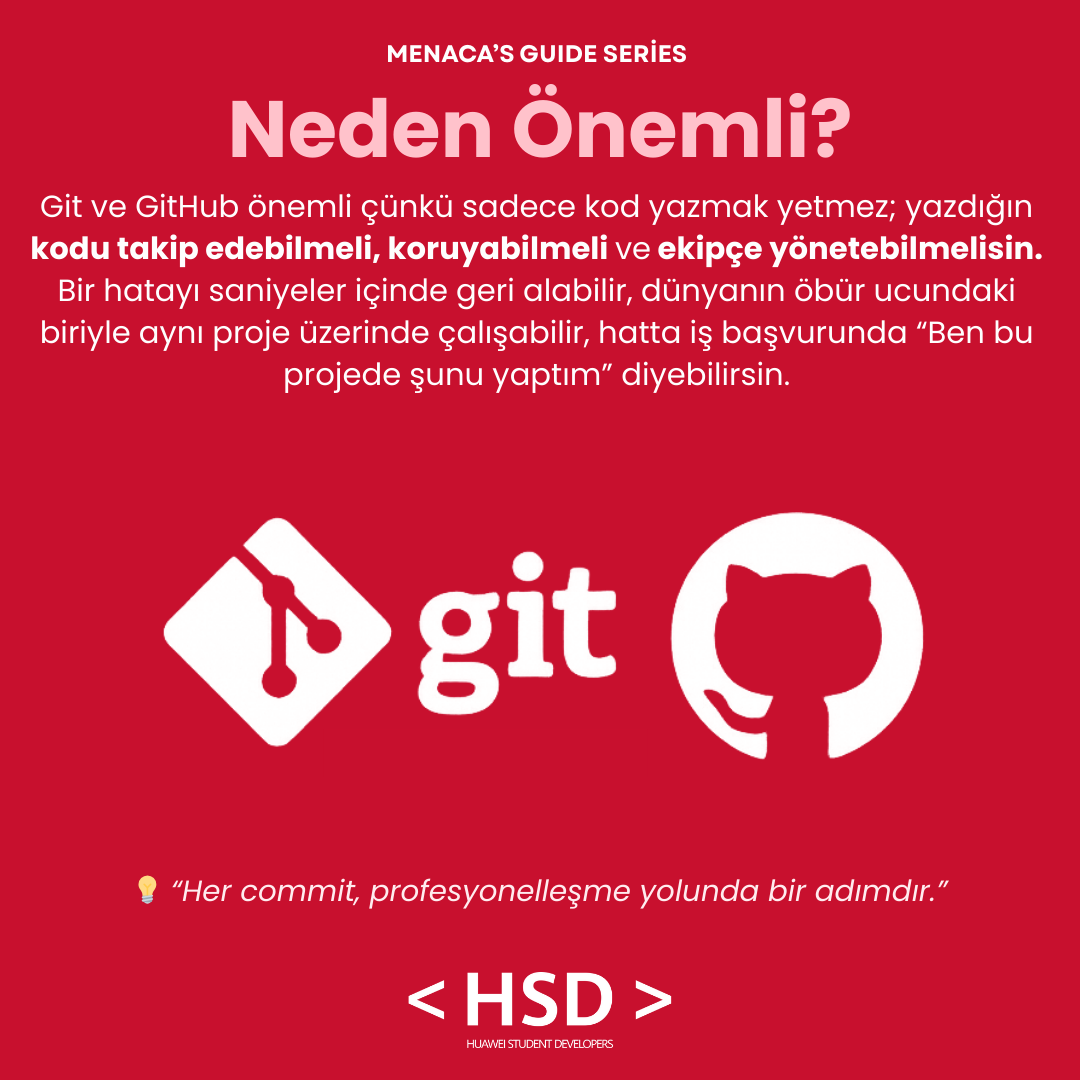 MENACA’S GUIDE SERİES
Neden Önemli?
Git ve GitHub önemli çünkü sadece kod yazmak yetmez; yazdığın
kodu takip edebilmeli, koruyabilmeli ve ekipçe yönetebilmelisin.
Bir hatayı saniyeler içinde geri alabilir, dünyanın öbür ucundaki
biriyle aynı proje üzerinde çalışabilir, hatta iş başvurunda “Ben bu
projede şunu yaptım” diyebilirsin.
git
“Her commit, profesyonelleşme yolunda bir adımdır.”
< HSD >
HUAWEI STUDENT DEVELOPERS